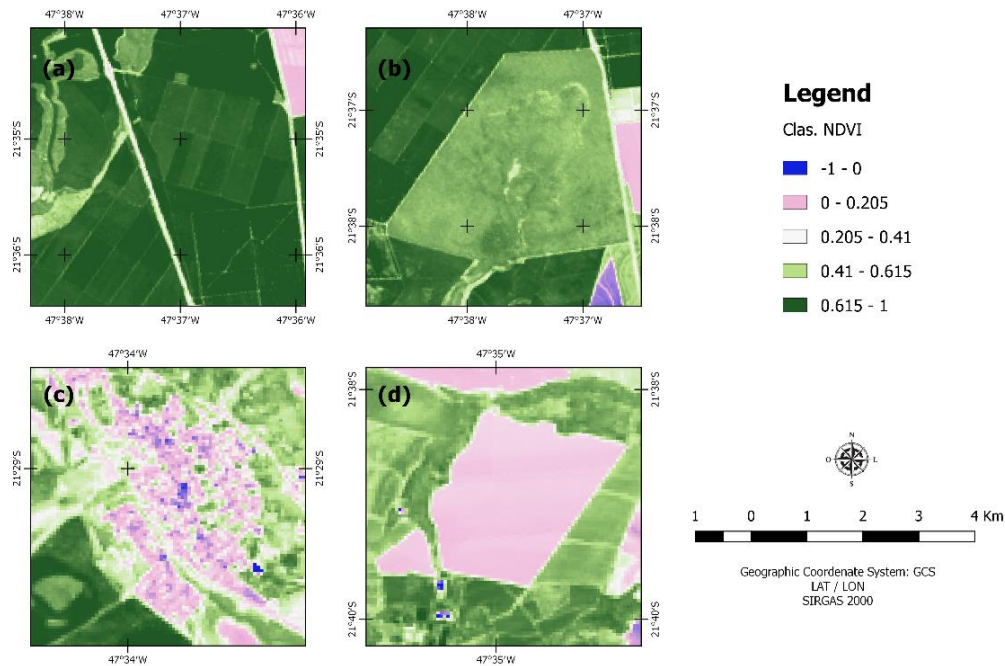 47°38'W 47°37'W 47°36'W
47°38'W 47°37'W
(a)
(b)
21°35'S
21°36'S
21°35'S
21°36'S
21°37'S
21°38'S
21°37'S
21°38'S
47°38'W 47°37'W 47°36'W
47°38'W 47°37'W
47°34'W
47°35'W
(c)
(d)
21°29'S
21°29'S
21°38'S
21°40'S
21°38'S
21°40'S
47°34'W
47°35'W
Legend
Clas. NDVI
-1 - 0
0 - 0.205
0.205 - 0.41
0.41 - 0.615
0.615 - 1
N
O L
S
1 0 1 2 3 4 Km
Geographic Coordenate System: GCS
LAT / LON
SIRGAS 2000